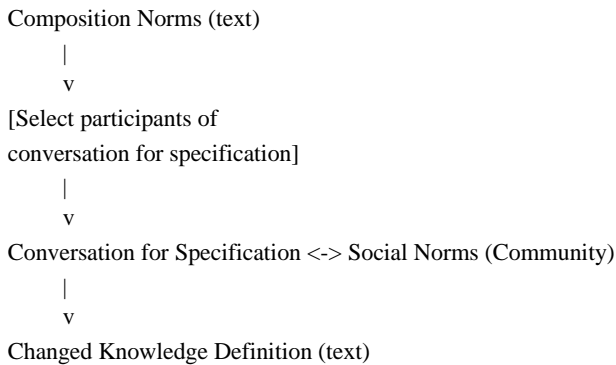 Composition Norms (text)
|
v
[Select participants of
conversation for specification]
|
v
Conversation for Specification <-> Social Norms (Community)
|
v
Changed Knowledge Definition (text)